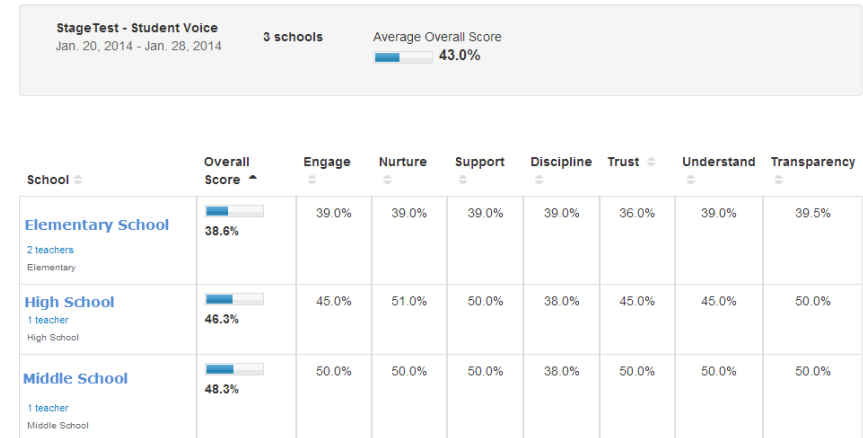 StageTest - Student Voice
Jan. 20, 2014 - Jan. 28, 2014
3 schools
Average Overall Score
43.0%
School
Overall Score
Engage
Nurture
Support
Discipline
Trust
Understand
Transparency
Elementary School
2 teachers
Elementary
38.6%
39.0%
39.0%
39.0%
39.0%
36.0%
39.0%
39.5%
High School
1 teacher
High School
46.3%
45.0%
51.0%
50.0%
38.0%
45.0%
45.0%
50.0%
Middle School
1 teacher
Middle School
48.3%
50.0%
50.0%
50.0%
38.0%
50.0%
50.0%
50.0%